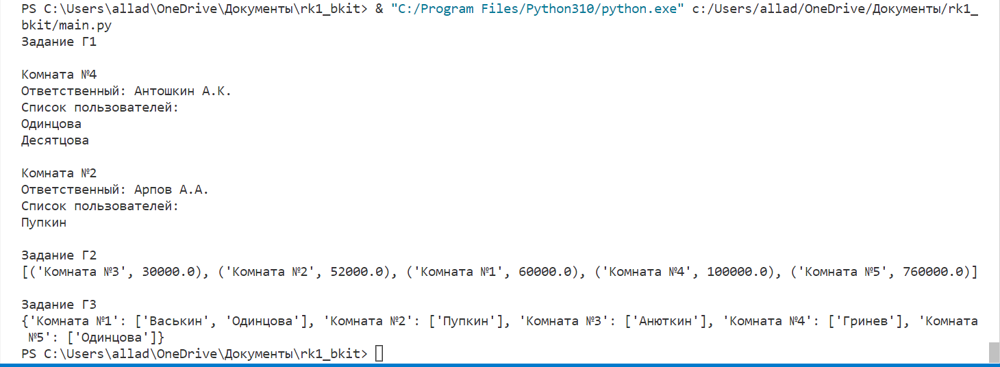 PS C:\Users\allad\OneDrive\Документы\rk1_bkit> & "C:/Program Files/Python310/python.exe" c:/Users/allad/OneDrive/Документы/rk1_
bkit/main.py
Задание Г1

Комната №4
Ответственный: Антошкин А.К.
Список пользователей:
Одинцова
Десятцова

Комната №2
Ответственный: Арпов А.А.
Список пользователей:
Пупкин

Задание Г2
[('Комната №3', 30000.0), ('Комната №2', 52000.0), ('Комната №1', 60000.0), ('Комната №4', 100000.0), ('Комната №5', 760000.0)]

Задание Г3
{'Комната №1': ['Васькин', 'Одинцова'], 'Комната №2': ['Пупкин'], 'Комната №3': ['Анюткин'], 'Комната №4': ['Гринев'], 'Комната
 №5': ['Одинцова']}
PS C:\Users\allad\OneDrive\Документы\rk1_bkit>